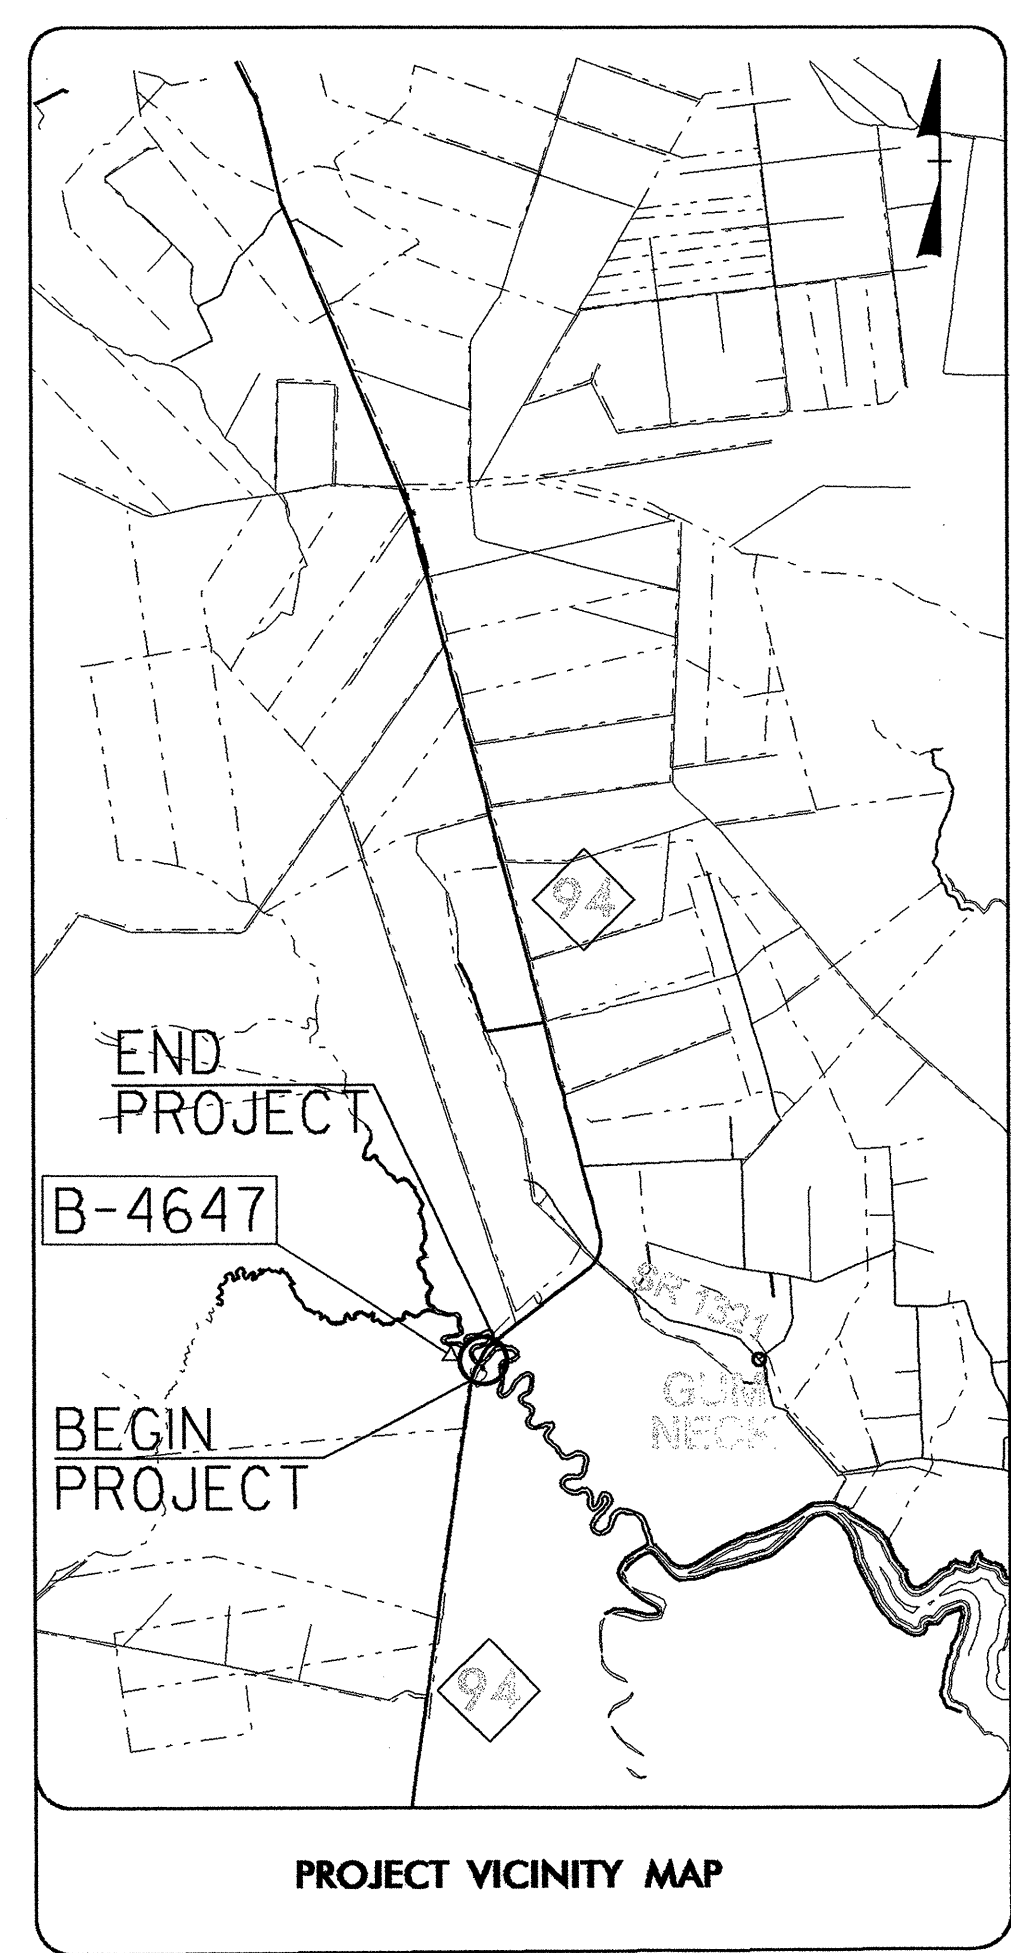 94
END
PROJECT
B-4647
SR 1321
GUM
NECK
BEGIN
PROJECT
94
PROJECT VICINITY MAP